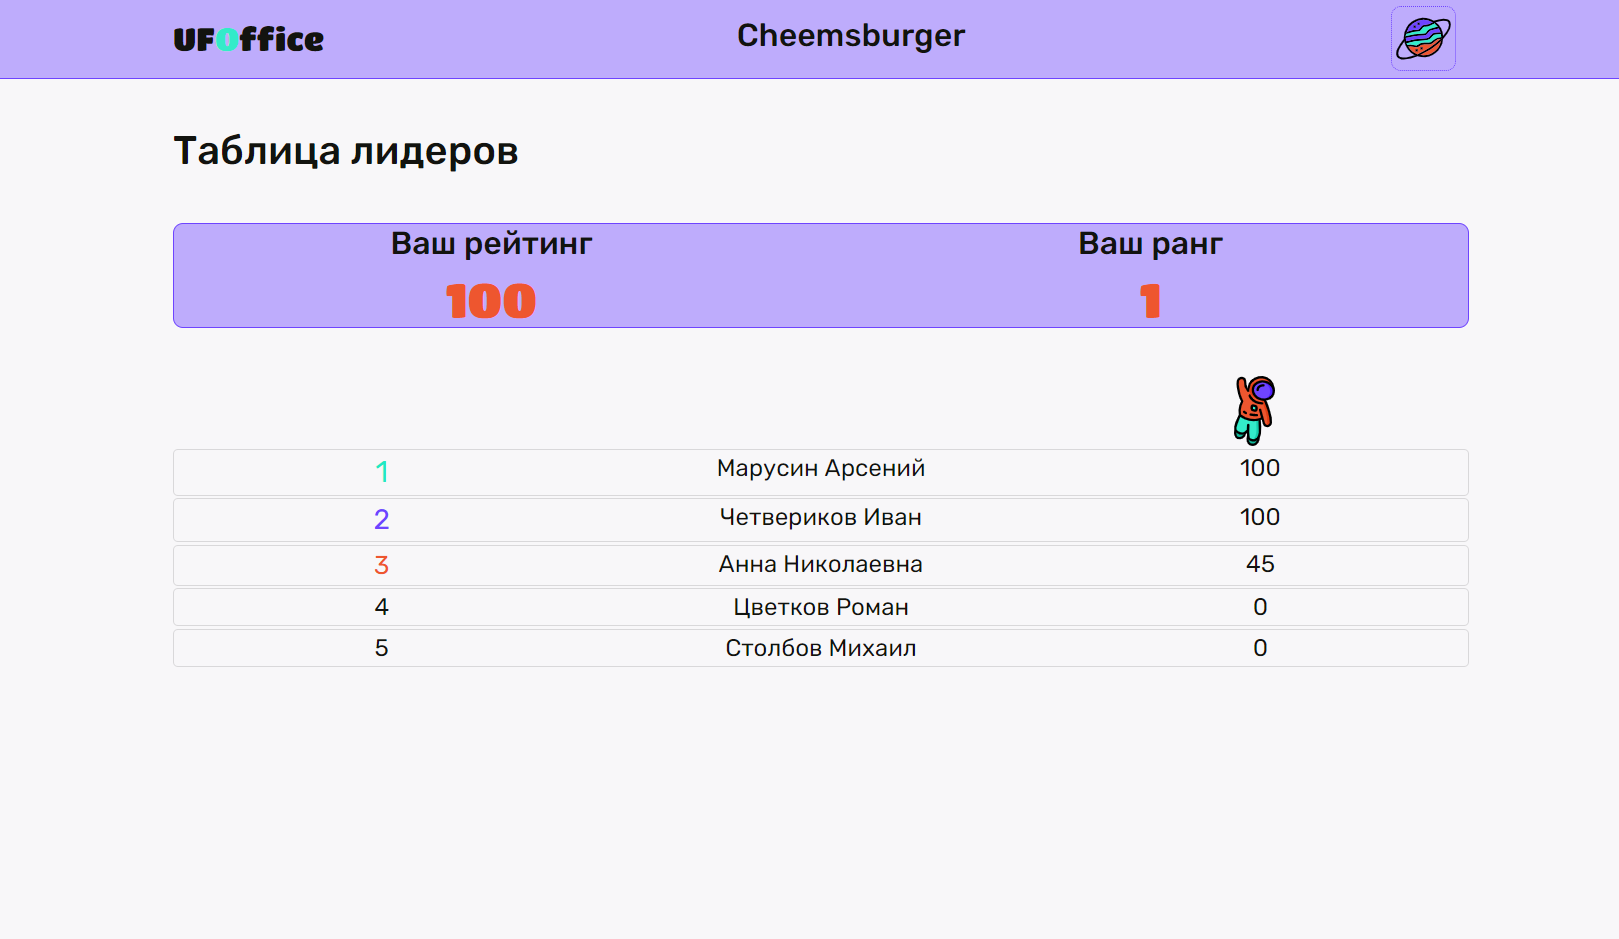 UFOffice
Cheemsburger
Таблица лидеров
Ваш рейтинг
100
Ваш ранг
1
1 Марусин Арсений 100
2 Четвериков Иван 100
3 Анна Николаевна 45
4 Цветков Роман 0
5 Столбов Михаил 0